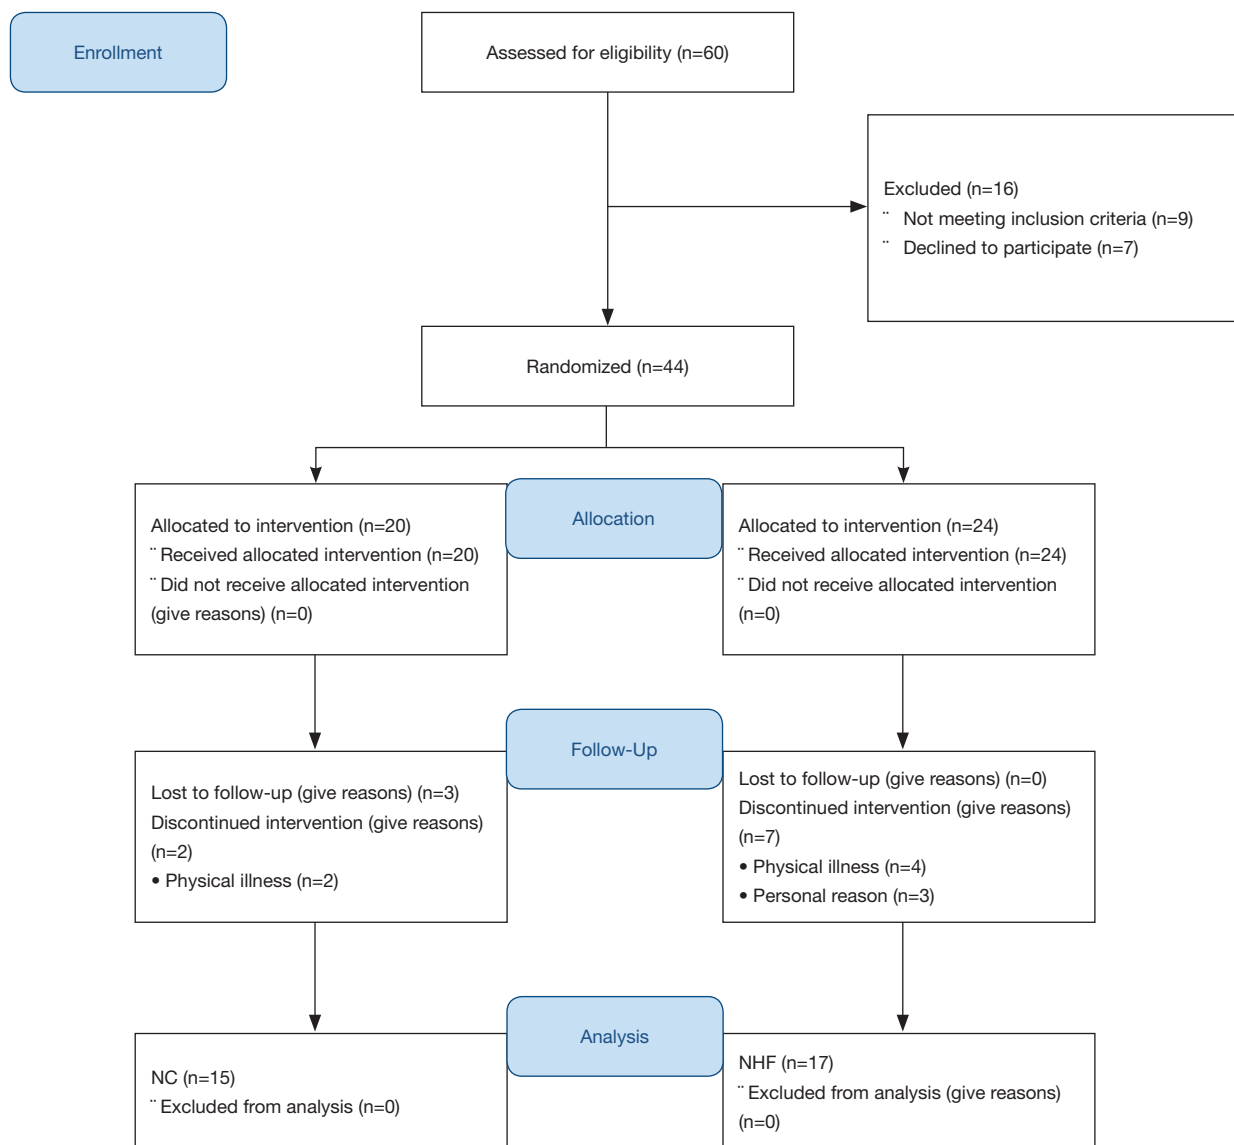 Enrollment
Assessed for eligibility (n=60)
Excluded (n=16)
¨ Not meeting inclusion criteria (n=9)
¨ Declined to participate (n=7)
Randomized (n=44)
Allocation
Allocated to intervention (n=20)
¨ Received allocated intervention (n=20)
¨ Did not receive allocated intervention
(give reasons) (n=0)
Allocated to intervention (n=24)
¨ Received allocated intervention (n=24)
¨ Did not receive allocated intervention
(n=0)
Follow-Up
Lost to follow-up (give reasons) (n=3)
Discontinued intervention (give reasons)
(n=2)
• Physical illness (n=2)
Lost to follow-up (give reasons) (n=0)
Discontinued intervention (give reasons)
(n=7)
• Physical illness (n=4)
• Personal reason (n=3)
Analysis
NC (n=15)
¨ Excluded from analysis (n=0)
NHF (n=17)
¨ Excluded from analysis (give reasons)
(n=0)